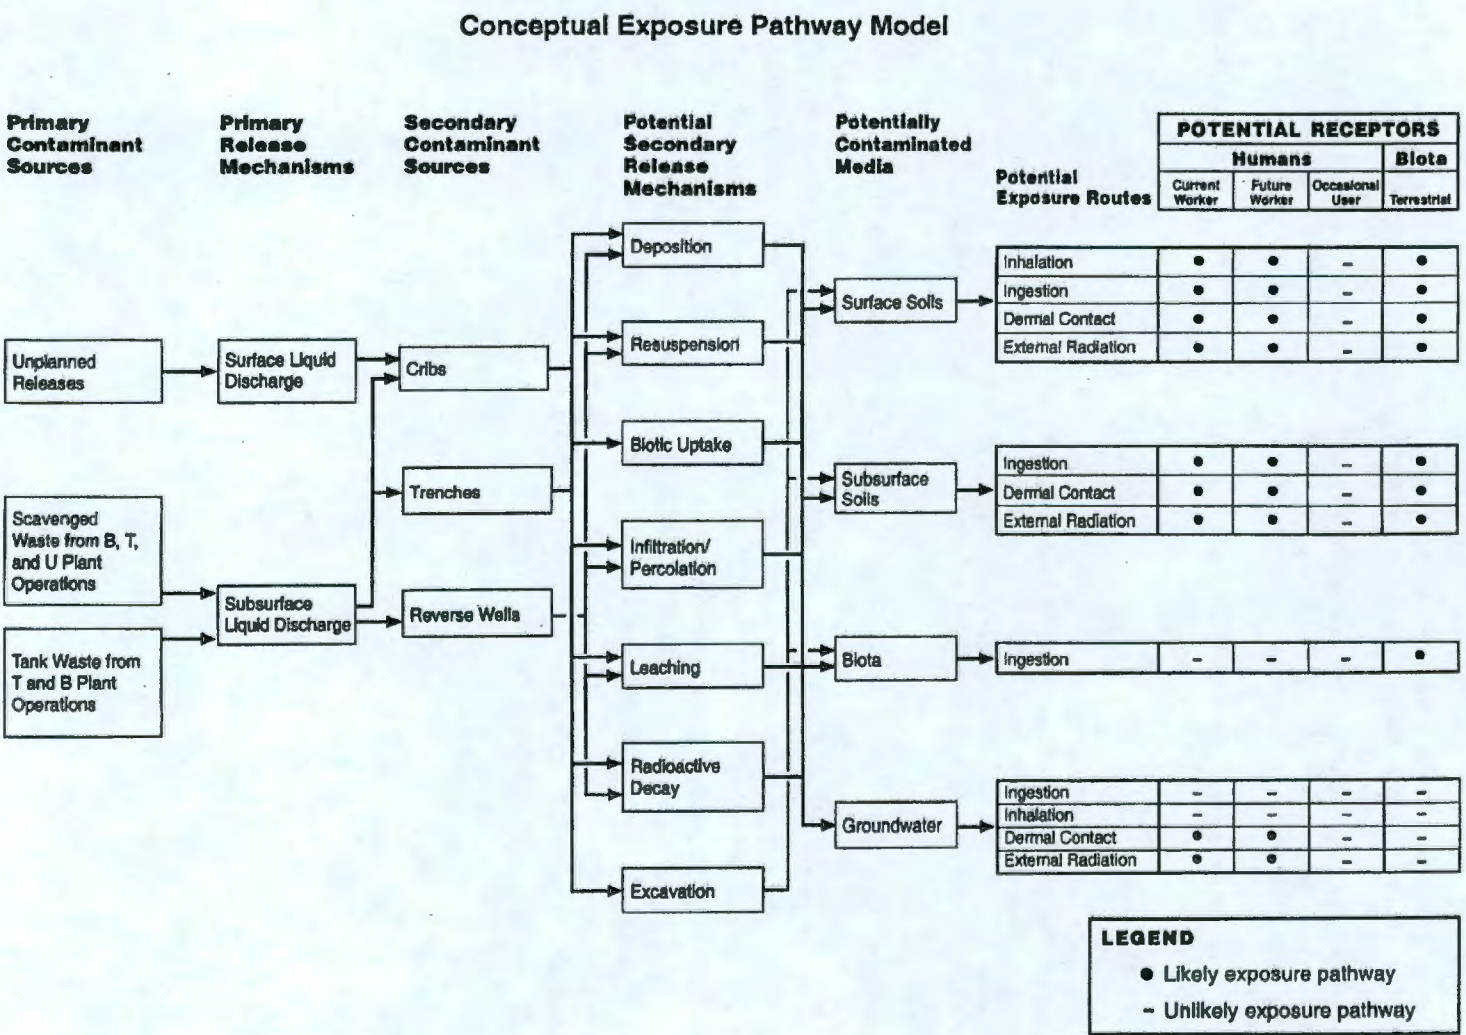 Conceptual Exposure Pathway Model
Primary
Contaminant
Sources
Primary
Release
Mechanisms
Secondary
Contaminant
Sources
Potential
Secondary
Release
Mechanisms
Potentially
Contaminated
Media
Potential
Exposure Routes
POTENTIAL RECEPTORS
Humans
Biota
Current
Worker
Future
Worker
Occasional
User
Terrestrial
Unplanned
Releases
Scavenged
Waste from B, T,
and U Plant
Operations
Tank Waste from
T and B Plant
Operations
Surface Liquid
Discharge
Subsurface
Liquid Discharge
Cribs
Trenches
Reverse Wells
Deposition
Resuspension
Biotic Uptake
Infiltration/
Percolation
Leaching
Radioactive
Decay
Excavation
Surface Soils
Subsurface
Soils
Biota
Groundwater
Inhalation ● ● - ●
Ingestion ● ● - ●
Dermal Contact ● ● - ●
External Radiation ● ● - ●
Ingestion ● ● - ●
Dermal Contact ● ● - ●
External Radiation ● ● - ●
Ingestion - - - ●
Ingestion - - - -
Inhalation - - - -
Dermal Contact ● ● - -
External Radiation ● ● - -
LEGEND
● Likely exposure pathway
- Unlikely exposure pathway